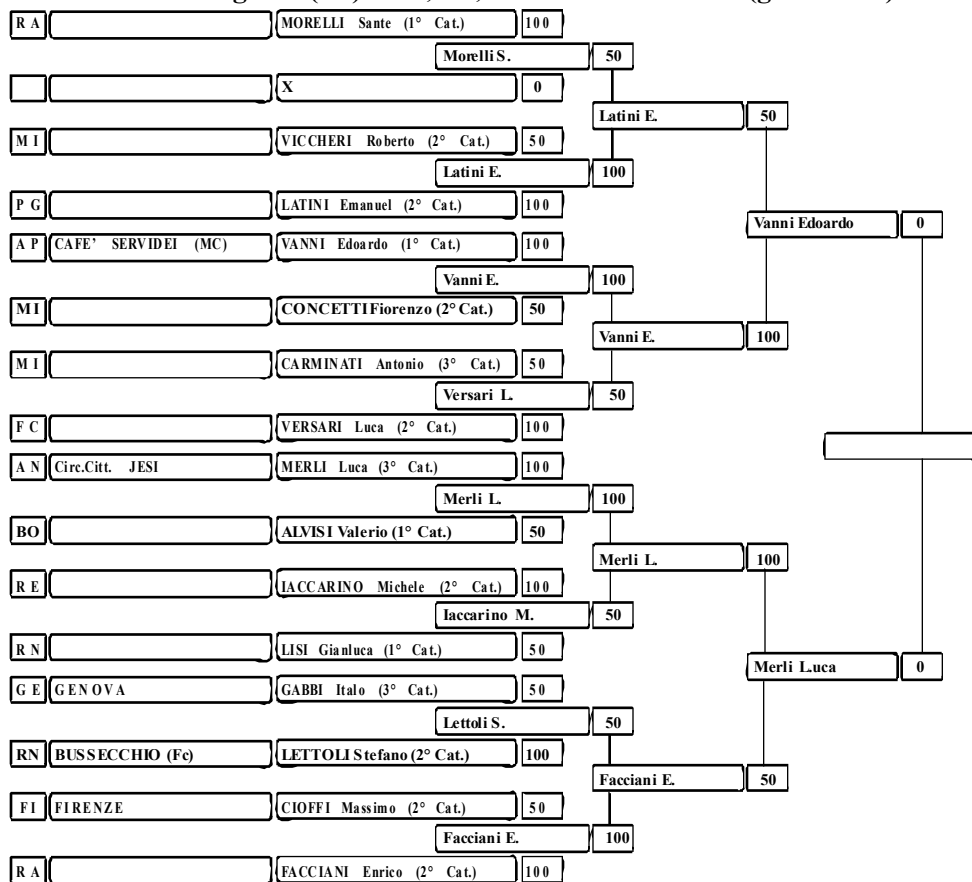 R A MORELLI Sante (1° Cat.) 100
Morelli S. 50
X 0
Latini E. 50
M I VICCHERI Roberto (2° Cat.) 50
Latini E. 100
P G LATINI Emanuel (2° Cat.) 100
Vanni Edoardo 0
A P CAFE' SERVIDEI (MC) VANNI Edoardo (1° Cat.) 100
Vanni E. 100
MI CONCETTI Fiorenzo (2° Cat.) 50
Vanni E. 100
M I CARMINATI Antonio (3° Cat.) 50
Versari L. 50
F C VERSARI Luca (2° Cat.) 100
A N Circ.Citt. JESI MERLI Luca (3° Cat.) 100
Merli L. 100
BO ALVISI Valerio (1° Cat.) 50
Merli L. 100
R E IACCARINO Michele (2° Cat.) 100
Iaccarino M. 50
R N LISI Gianluca (1° Cat.) 50
Merli Luca 0
G E GENOVA GABBI Italo (3° Cat.) 50
Lettoli S. 50
RN BUSSECCHIO (Fc) LETTOLI Stefano (2° Cat.) 100
Facciani E. 50
FI FIRENZE CIOFFI Massimo (2° Cat.) 50
Facciani E. 100
R A FACCIANI Enrico (2° Cat.) 100